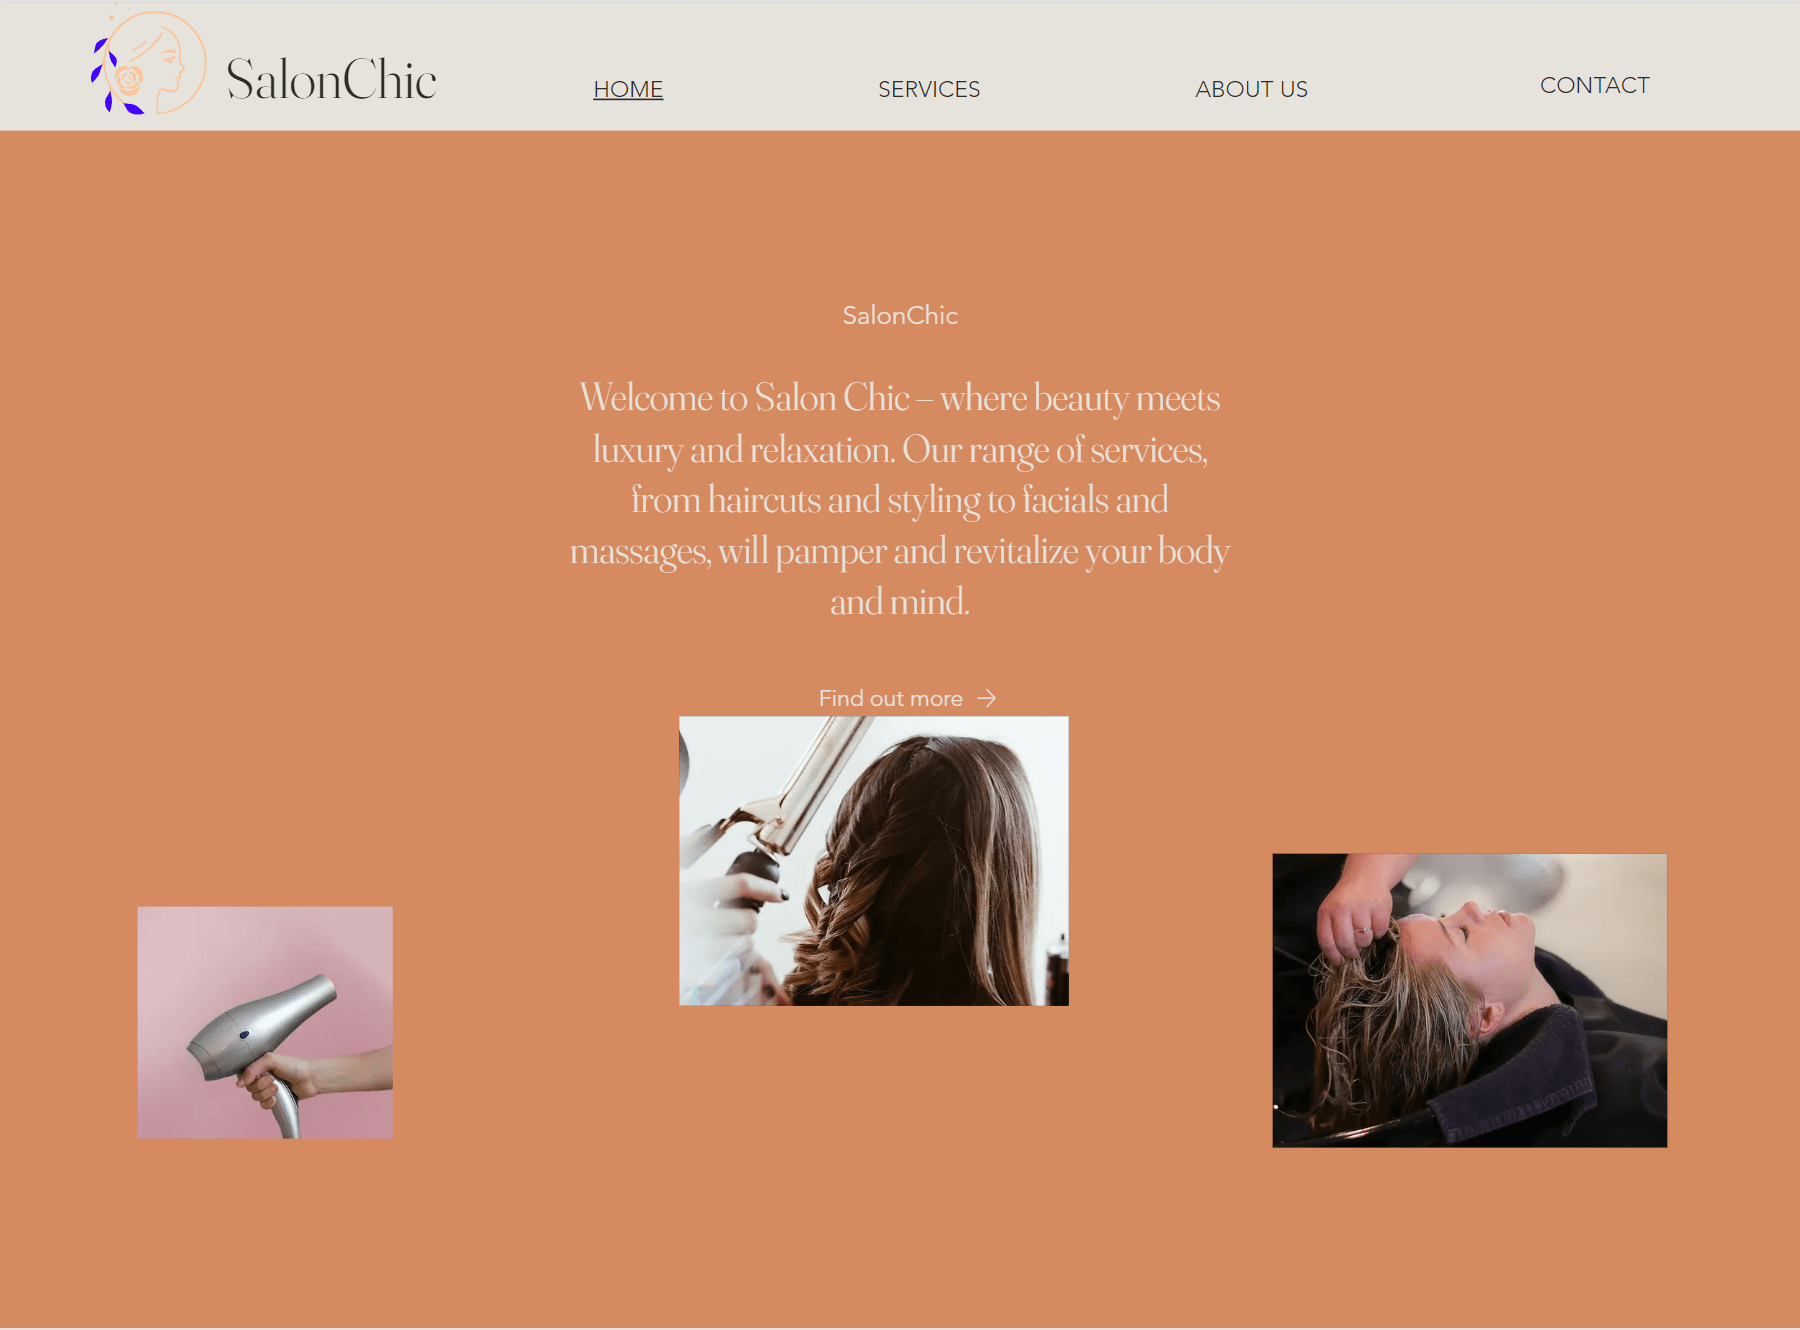 SalonChic
HOME
SERVICES
ABOUT US
CONTACT
SalonChic
Welcome to Salon Chic – where beauty meets
luxury and relaxation. Our range of services,
from haircuts and styling to facials and
massages, will pamper and revitalize your body
and mind.
Find out more →